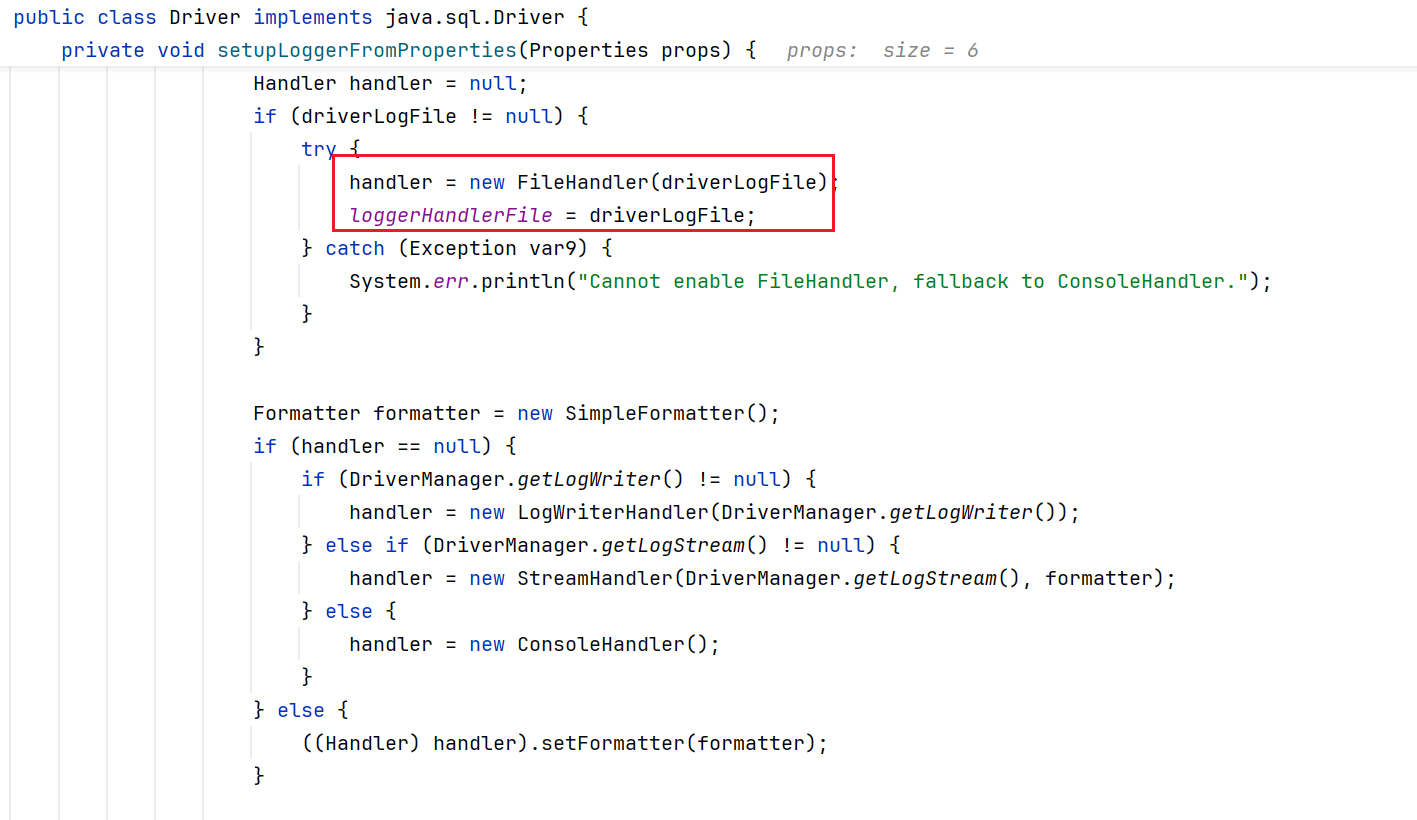 public class Driver implements java.sql.Driver {
private void setupLoggerFromProperties(Properties props) { props: size = 6
Handler handler = null;
if (driverLogFile != null) {
try {
handler = new FileHandler(driverLogFile);
loggerHandlerFile = driverLogFile;
} catch (Exception var9) {
System.err.println("Cannot enable FileHandler, fallback to ConsoleHandler.");
}
}
Formatter formatter = new SimpleFormatter();
if (handler == null) {
if (DriverManager.getLogWriter() != null) {
handler = new LogWriterHandler(DriverManager.getLogWriter());
} else if (DriverManager.getLogStream() != null) {
handler = new StreamHandler(DriverManager.getLogStream(), formatter);
} else {
handler = new ConsoleHandler();
}
} else {
((Handler) handler).setFormatter(formatter);
}